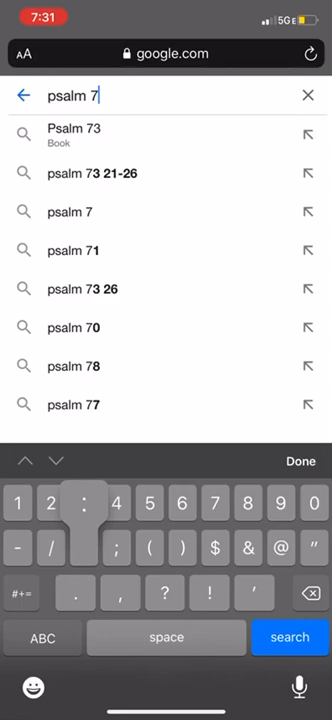 7:31
5GE
AA google.com
psalm 7
Psalm 73
Book
psalm 73 21-26
psalm 7
psalm 71
psalm 73 26
psalm 70
psalm 78
psalm 77
Done
1 2 : 4 5 6 7 8 9 0
- / ; ( ) $ & @ "
#+= . , ? ! '
ABC space search